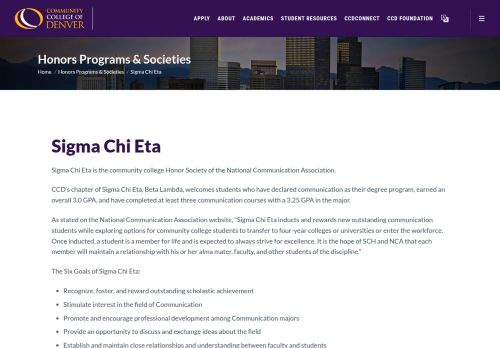 COMMUNITY
COLLEGE OF
DENVER
APPLY ABOUT ACADEMICS STUDENT RESOURCES CCDCONNECT CCD FOUNDATION
Honors Programs & Societies
Home / Honors Programs & Societies / Sigma Chi Eta
Sigma Chi Eta
Sigma Chi Eta is the community college Honor Society of the National Communication Association.
CCD's chapter of Sigma Chi Eta, Beta Lambda, welcomes students who have declared communication as their degree program, earned an
overall 3.0 GPA, and have completed at least three communication courses with a 3.25 GPA in the major.
As stated on the National Communication Association website, "Sigma Chi Eta inducts and rewards new outstanding communication
students while exploring options for community college students to transfer to four-year colleges or universities or enter the workforce.
Once inducted, a student is a member for life and is expected to always strive for excellence. It is the hope of SCH and NCA that each
member will maintain a relationship with his or her alma mater, faculty, and other students of the discipline."
The Six Goals of Sigma Chi Eta:
• Recognize, foster, and reward outstanding scholastic achievement
• Stimulate interest in the field of Communication
• Promote and encourage professional development among Communication majors
• Provide an opportunity to discuss and exchange ideas about the field
• Establish and maintain close relationships and understanding between faculty and students